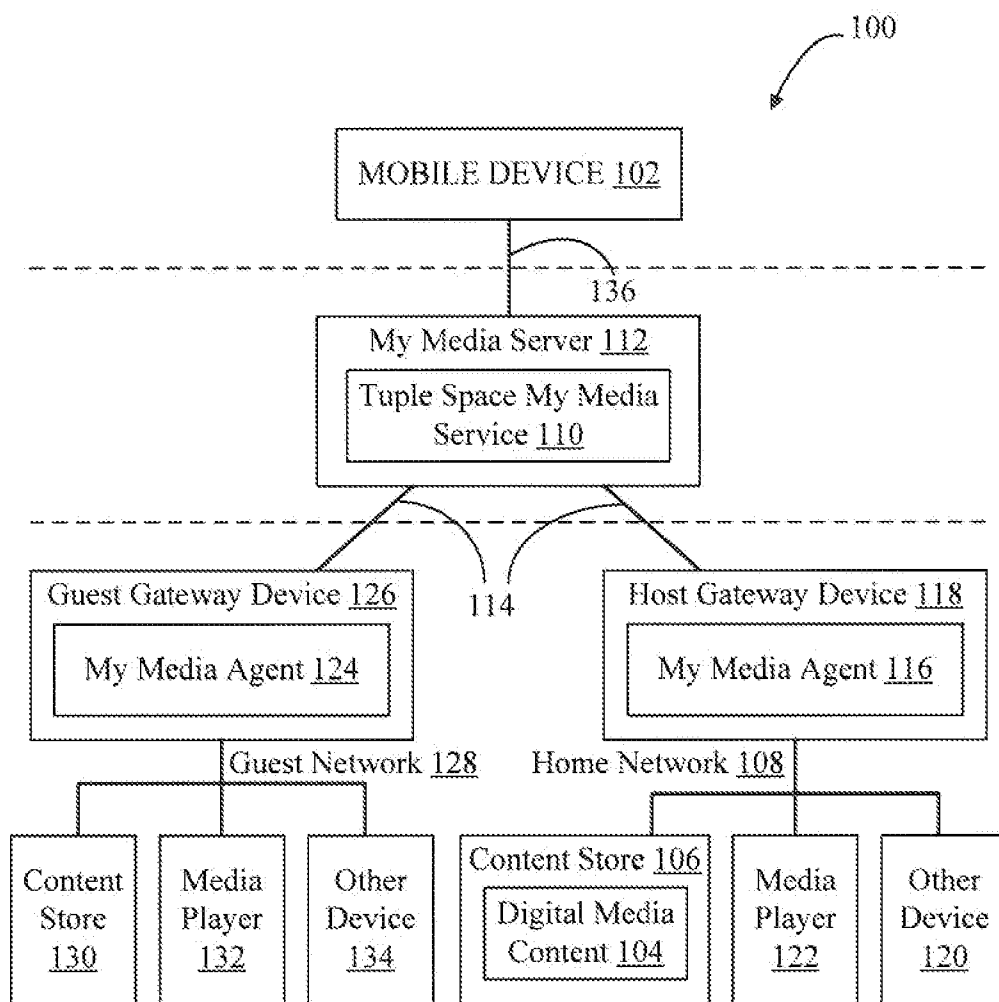 100
MOBILE DEVICE 102
136
My Media Server 112
Tuple Space My Media
Service 110
Guest Gateway Device 126
114
Host Gateway Device 118
My Media Agent 124
My Media Agent 116
Guest Network 128
Home Network 108
Content
Store
130
Media
Player
132
Other
Device
134
Content Store 106
Digital Media
Content 104
Media
Player
122
Other
Device
120